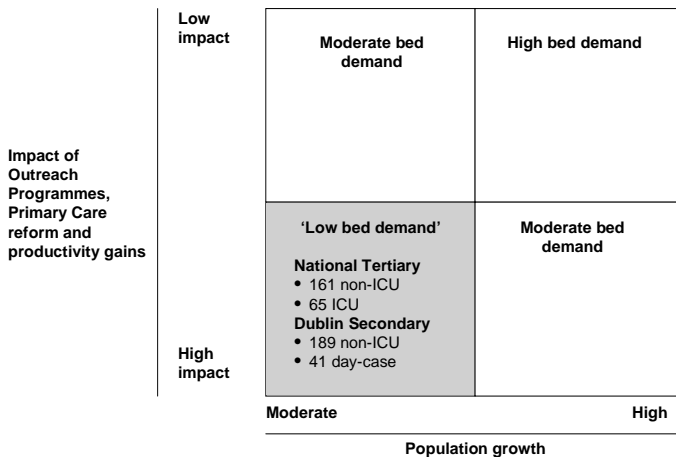 Low
impact
Moderate bed
demand
High bed demand
Impact of
Outreach
Programmes,
Primary Care
reform and
productivity gains
‘Low bed demand’
National Tertiary
• 161 non-ICU
• 65 ICU
Dublin Secondary
• 189 non-ICU
• 41 day-case
Moderate bed
demand
High
impact
Moderate
High
Population growth